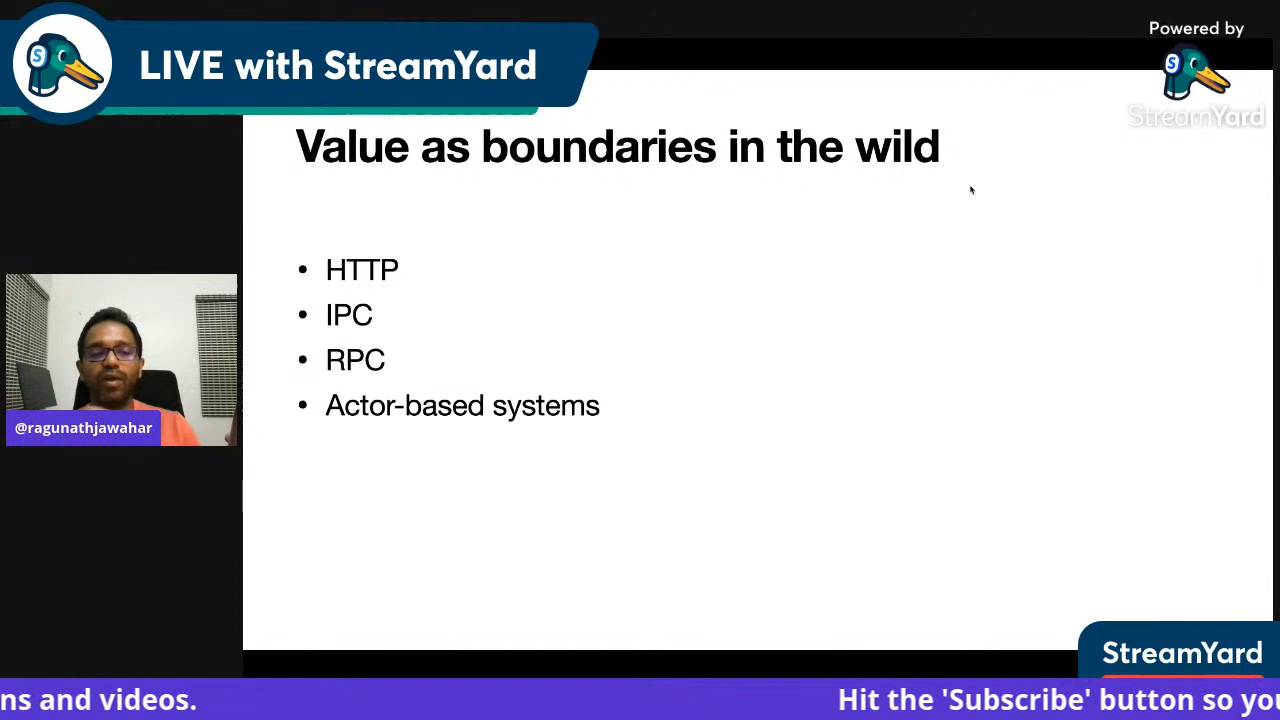 LIVE with StreamYard
Powered by
StreamYard
Value as boundaries in the wild
• HTTP
• IPC
• RPC
• Actor-based systems
@ragunathjawahar
StreamYard
ns and videos.
Hit the 'Subscribe' button so you